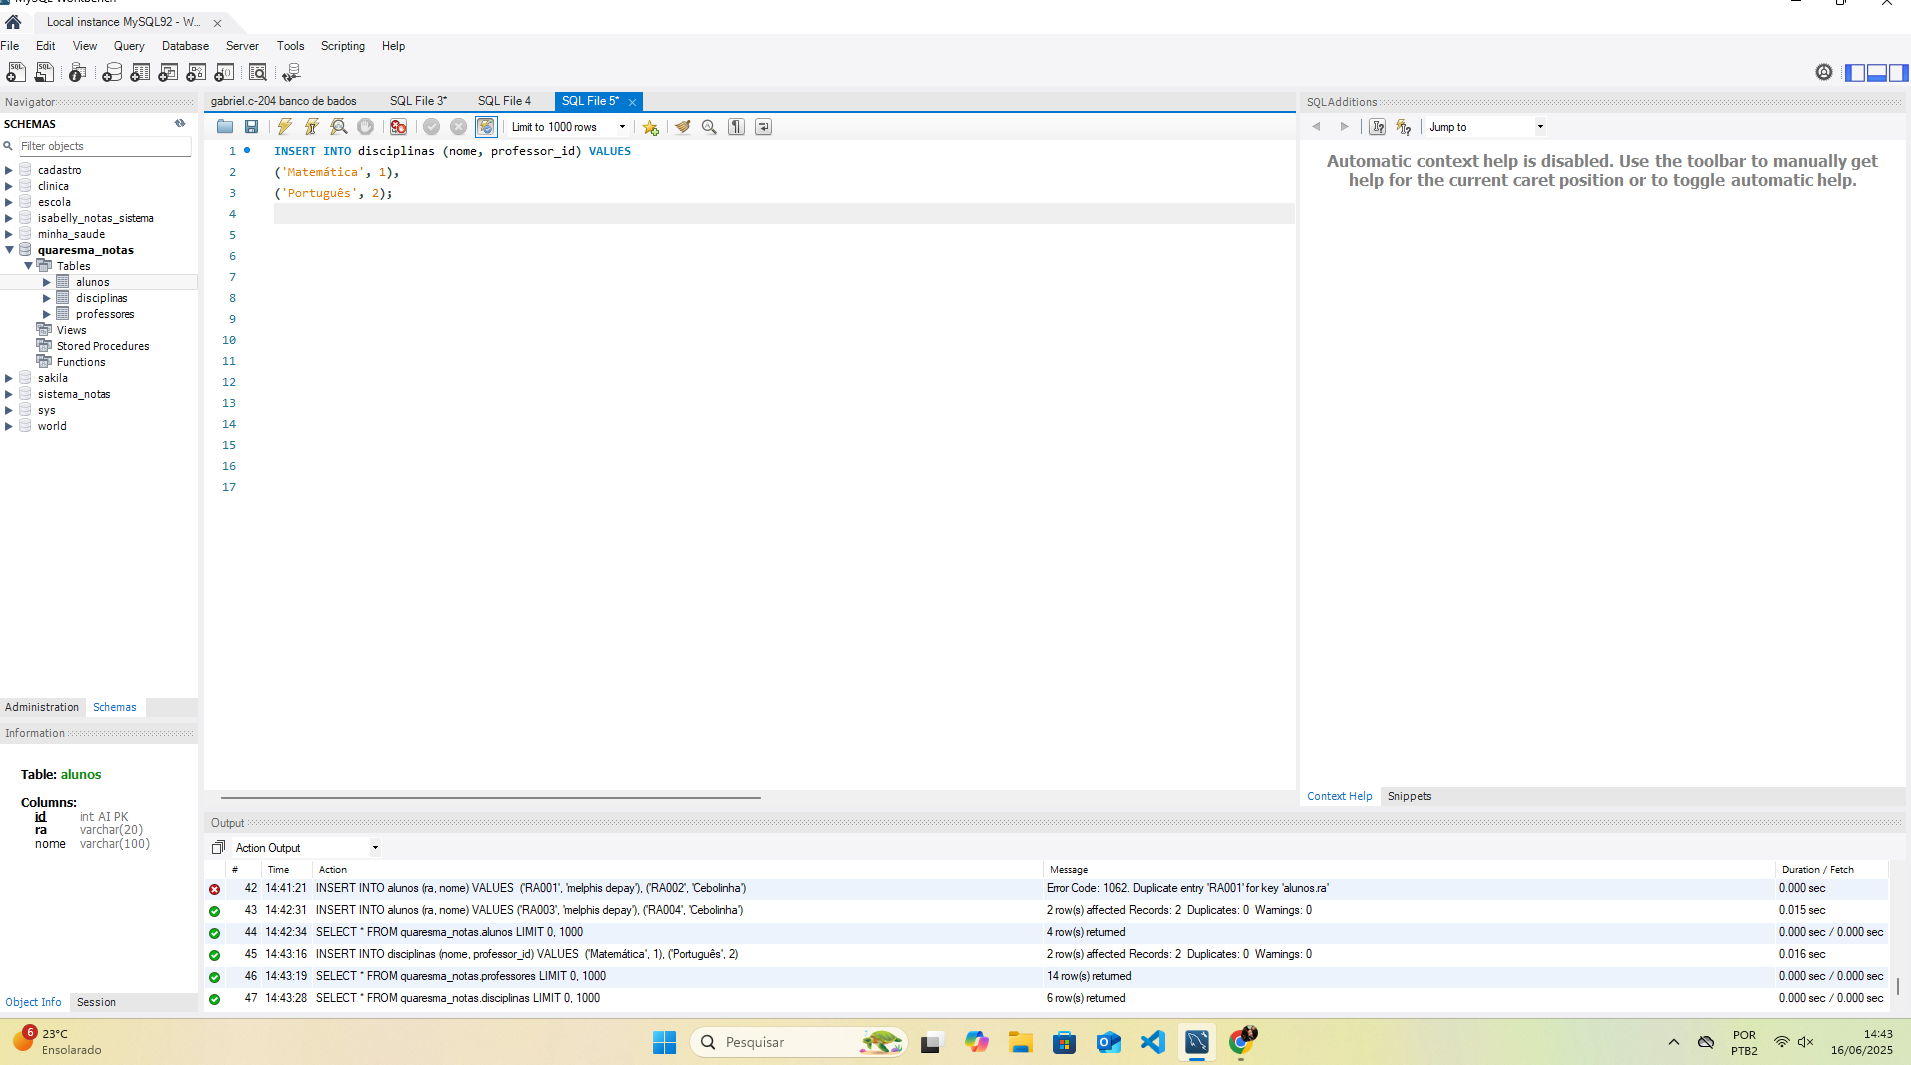 MySQL Workbench
Local instance MySQL92 - W...
File Edit View Query Database Server Tools Scripting Help
Navigator
SCHEMAS
Filter objects
cadastro
clinica
escola
isabelly_notas_sistema
minha_saude
quaresma_notas
Tables
alunos
disciplinas
professores
Views
Stored Procedures
Functions
sakila
sistema_notas
sys
world
Administration Schemas
Information
Table: alunos
Columns:
id int AI PK
ra varchar(20)
nome varchar(100)
Object Info Session
gabriel.c-204 banco de bados SQL File 3* SQL File 4 SQL File 5*
Limit to 1000 rows
1 INSERT INTO disciplinas (nome, professor_id) VALUES
2 ('Matemática', 1),
3 ('Português', 2);
4
5
6
7
8
9
10
11
12
13
14
15
16
17
SQLAdditions
Jump to
Automatic context help is disabled. Use the toolbar to manually get
help for the current caret position or to toggle automatic help.
Context Help Snippets
Output
Action Output
# Time Action Message Duration / Fetch
42 14:41:21 INSERT INTO alunos (ra, nome) VALUES ('RA001', 'melphis depay'), ('RA002', 'Cebolinha') Error Code: 1062. Duplicate entry 'RA001' for key 'alunos.ra' 0.000 sec
43 14:42:31 INSERT INTO alunos (ra, nome) VALUES ('RA003', 'melphis depay'), ('RA004', 'Cebolinha') 2 row(s) affected Records: 2 Duplicates: 0 Warnings: 0 0.015 sec
44 14:42:34 SELECT * FROM quaresma_notas.alunos LIMIT 0, 1000 4 row(s) returned 0.000 sec / 0.000 sec
45 14:43:16 INSERT INTO disciplinas (nome, professor_id) VALUES ('Matemática', 1), ('Português', 2) 2 row(s) affected Records: 2 Duplicates: 0 Warnings: 0 0.016 sec
46 14:43:19 SELECT * FROM quaresma_notas.professores LIMIT 0, 1000 14 row(s) returned 0.000 sec / 0.000 sec
47 14:43:28 SELECT * FROM quaresma_notas.disciplinas LIMIT 0, 1000 6 row(s) returned 0.000 sec / 0.000 sec
6
23°C
Ensolarado
Pesquisar
POR
PTB2
14:43
16/06/2025